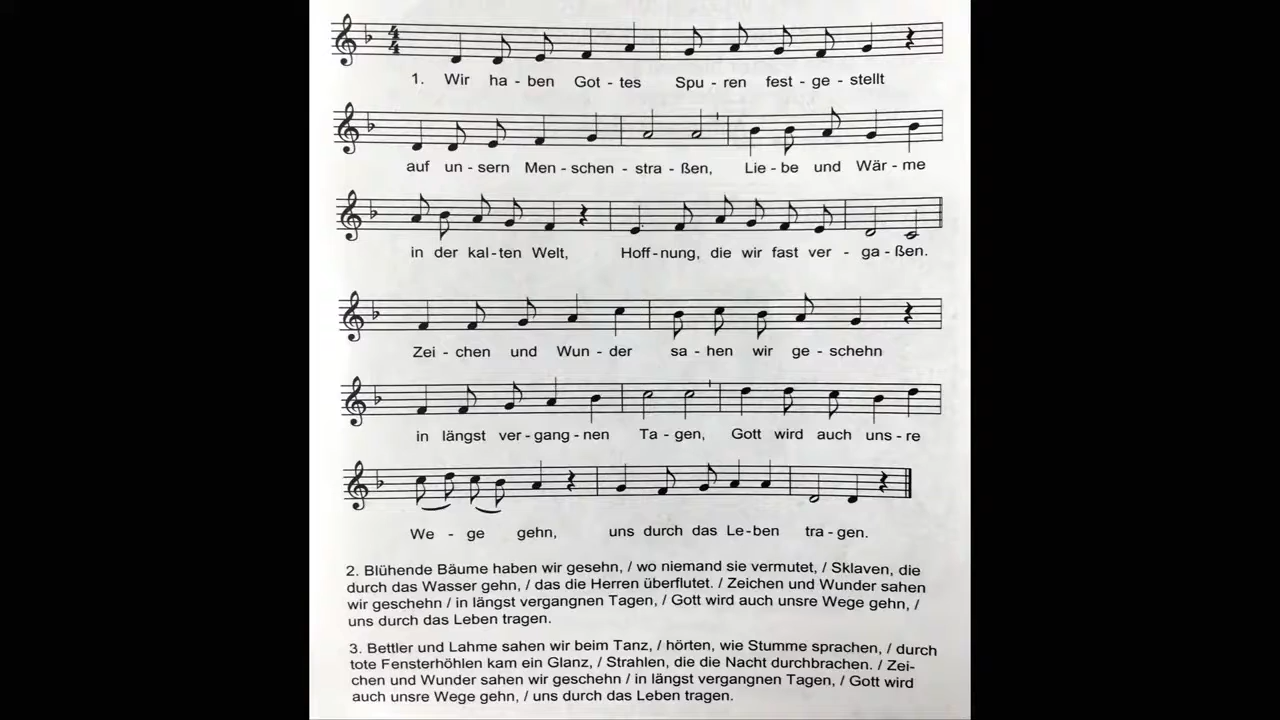 1. Wir ha - ben Got - tes Spu - ren fest - ge - stellt
auf un - sern Men - schen - stra - ßen, Lie - be und Wär - me
in der kal - ten Welt, Hoff - nung, die wir fast ver - ga - ßen.
Zei - chen und Wun - der sa - hen wir ge - schehn
in längst ver - gang - nen Ta - gen, Gott wird auch uns - re
We - ge gehn, uns durch das Le - ben tra - gen.
2. Blühende Bäume haben wir gesehn, / wo niemand sie vermutet, / Sklaven, die
durch das Wasser gehn, / das die Herren überflutet. / Zeichen und Wunder sahen
wir geschehn / in längst vergangnen Tagen, / Gott wird auch unsre Wege gehn, /
uns durch das Leben tragen.
3. Bettler und Lahme sahen wir beim Tanz, / hörten, wie Stumme sprachen, / durch
tote Fensterhöhlen kam ein Glanz, / Strahlen, die die Nacht durchbrachen. / Zei-
chen und Wunder sahen wir geschehn / in längst vergangnen Tagen, / Gott wird
auch unsre Wege gehn, / uns durch das Leben tragen.